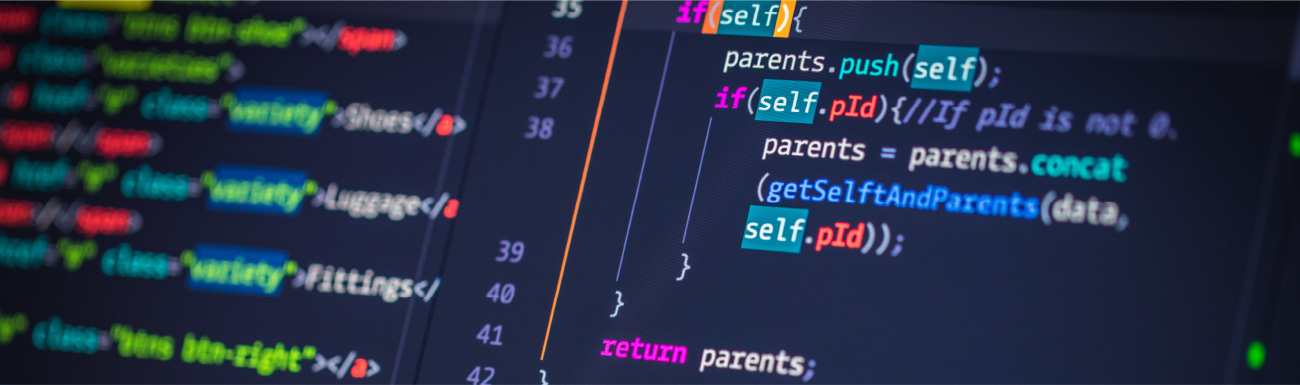 class="btns btn-shoe"></span>
class="varieties">
href="#" class="variety">Shoes</a>
span>/</span>
href="#" class="variety">Luggage</a
span>/</span>
href="#" class="variety">Fittings</
class="btns btn-right"></a>
35 if(self){
36 parents.push(self);
37 if(self.pId){//If pId is not 0.
38 parents = parents.concat
(getSelftAndParents(data,
self.pId));
39 }
40 }
41 return parents;
42 }